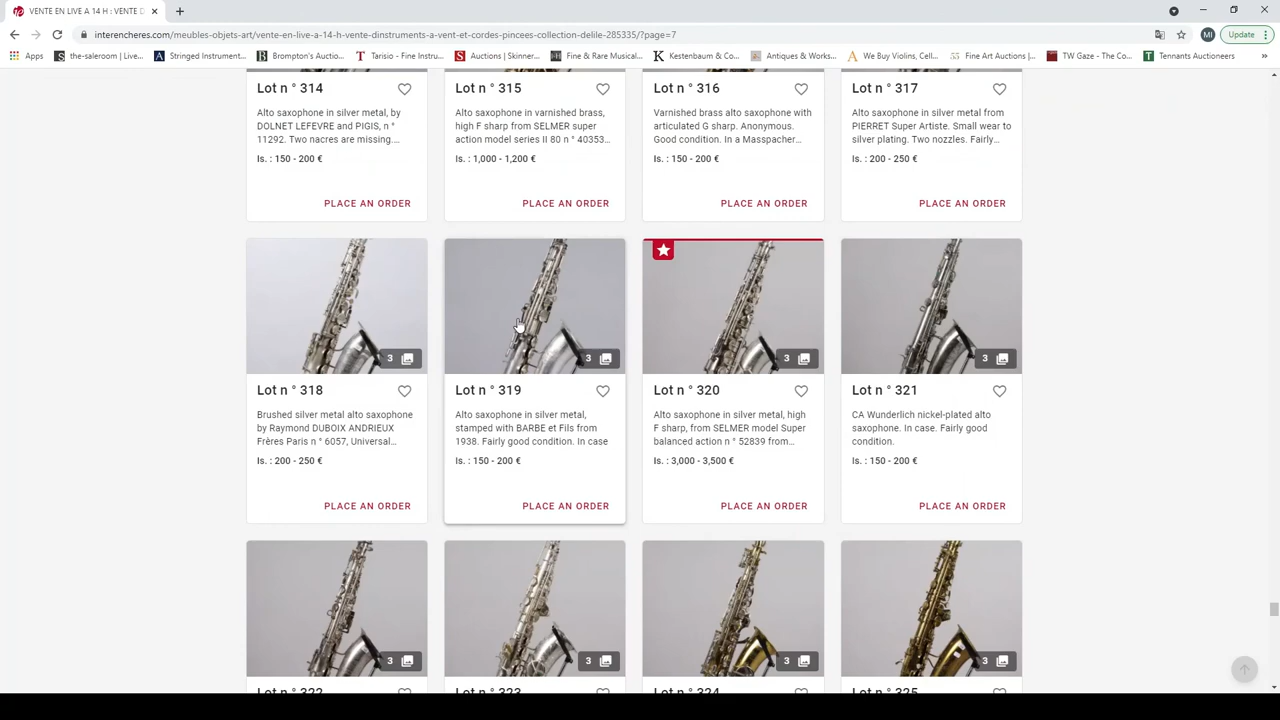 VENTE EN LIVE A 14 H : VENTE D
interencheres.com/meubles-objets-art/vente-en-live-a-14-h-vente-dinstruments-a-vent-et-cordes-pincees-collection-delile-285335/?page=7
MI
Update
Apps
the-saleroom | Live...
Stringed Instrument...
Brompton's Auctio...
Tarisio - Fine Instru...
Auctions | Skinner...
Fine & Rare Musical...
Kestenbaum & Co...
Antiques & Works...
We Buy Violins, Cell...
Fine Art Auctions |...
TW Gaze - The Co...
Tennants Auctioneers
»
Lot n ° 314
Alto saxophone in silver metal, by
DOLNET LEFEVRE and PIGIS, n °
11292. Two nacres are missing....
Is. : 150 - 200 €
PLACE AN ORDER
Lot n ° 315
Alto saxophone in varnished brass,
high F sharp from SELMER super
action model series II 80 n ° 40353...
Is. : 1,000 - 1,200 €
PLACE AN ORDER
Lot n ° 316
Varnished brass alto saxophone with
articulated G sharp. Anonymous.
Good condition. In a Masspacher...
Is. : 150 - 200 €
PLACE AN ORDER
Lot n ° 317
Alto saxophone in silver metal from
PIERRET Super Artiste. Small wear to
silver plating. Two nozzles. Fairly...
Is. : 200 - 250 €
PLACE AN ORDER
3
Lot n ° 318
Brushed silver metal alto saxophone
by Raymond DUBOIX ANDRIEUX
Frères Paris n ° 6057, Universal...
Is. : 200 - 250 €
PLACE AN ORDER
3
Lot n ° 319
Alto saxophone in silver metal,
stamped with BARBE et Fils from
1938. Fairly good condition. In case
Is. : 150 - 200 €
PLACE AN ORDER
3
Lot n ° 320
Alto saxophone in silver metal, high
F sharp, from SELMER model Super
balanced action n ° 52839 from...
Is. : 3,000 - 3,500 €
PLACE AN ORDER
3
Lot n ° 321
CA Wunderlich nickel-plated alto
saxophone. In case. Fairly good
condition.
Is. : 150 - 200 €
PLACE AN ORDER
3
Lot n ° 322
3
Lot n ° 323
3
Lot n ° 324
3
Lot n ° 325